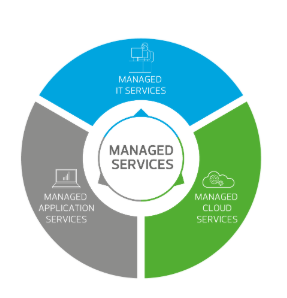 MANAGED
IT SERVICES
MANAGED
SERVICES
MANAGED
APPLICATION
SERVICES
MANAGED
CLOUD
SERVICES